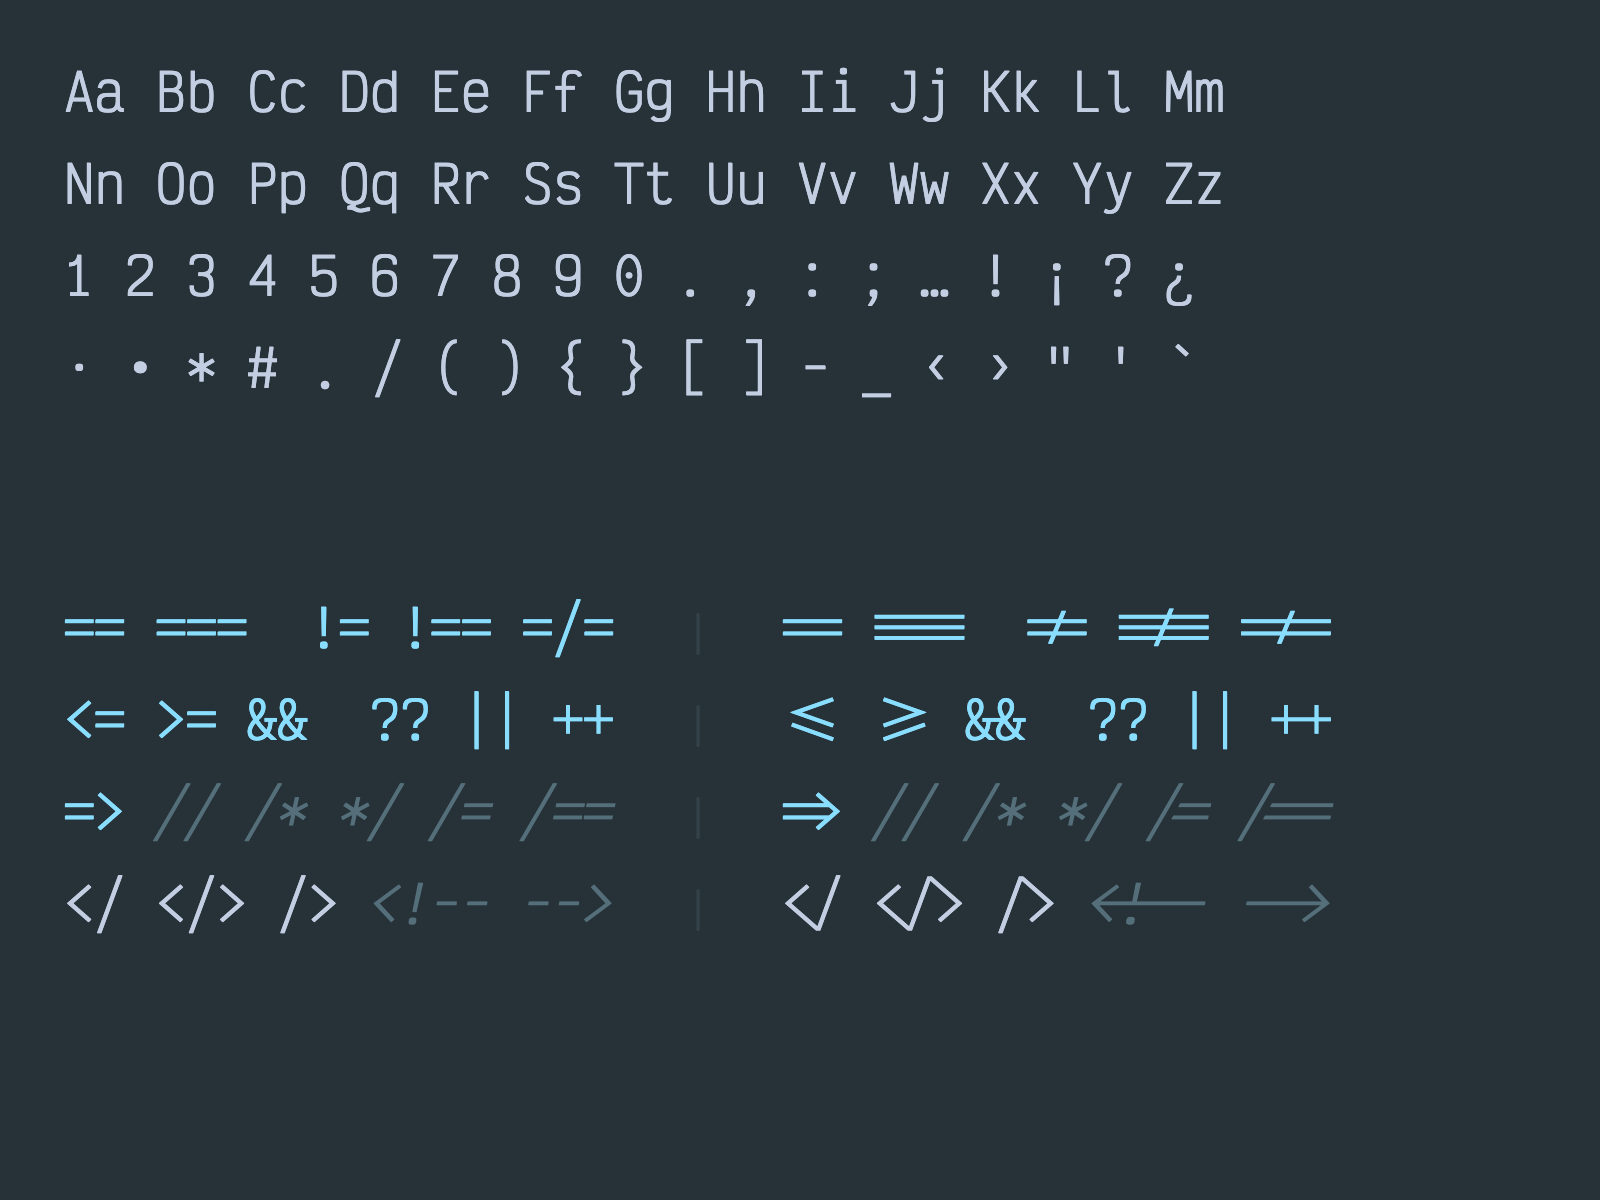 Aa Bb Cc Dd Ee Ff Gg Hh Ii Jj Kk Ll Mm
Nn Oo Pp Qq Rr Ss Tt Uu Vv Ww Xx Yy Zz
1 2 3 4 5 6 7 8 9 0 . , : ; … ! ¡ ? ¿
· • * # . / ( ) { } [ ] - _ ‹ › " ' `
== === != !== =/= | == === != !== =/=
<= >= && ?? || ++ | <= >= && ?? || ++
=> // /* */ /= /== | => // /* */ /= /==
</ </> /> <!-- --> | </ </> /> <!-- -->